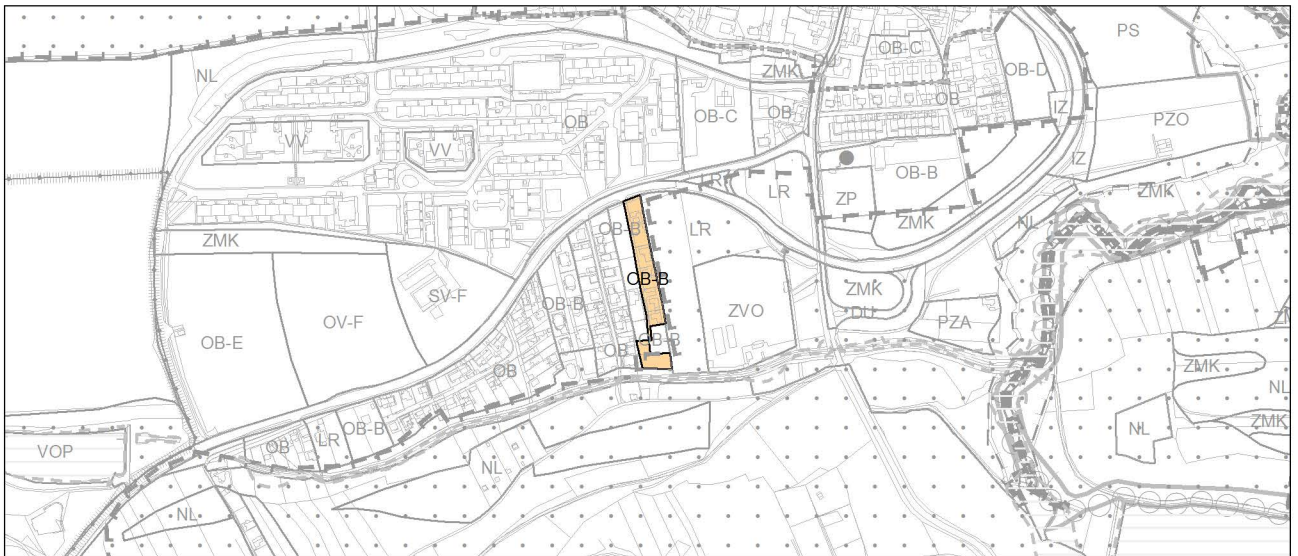 PS
OB-C
DU
ZMK
NL
OB-D
OB
IZ
PZO
OB
OB-C
OB
VV
VV
OB-B
IZ
LR
LR
ZP
ZMK
ZMK
NL
OB-B
LR
ZMK
OB-B
SV-F
ZMK
OB-B
ZVO
DU
OV-F
PZA
OB-E
OB-B
OB
OB
ZMK
NL
ZMK
OB-B
LR
OB
NL
VOP
NL
NL